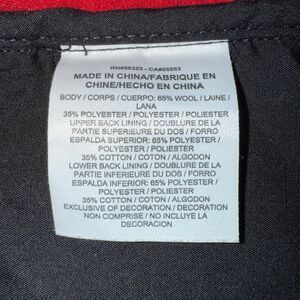 RN#56323 - CA#05553
MADE IN CHINA/FABRIQUE EN
CHINE/HECHO EN CHINA
BODY / CORPS / CUERPO: 65% WOOL / LAINE /
LANA
35% POLYESTER / POLYESTER / POLIESTER
UPPER BACK LINING / DOUBLURE DE LA
PARTIE SUPERIEURE DU DOS / FORRO
ESPALDA SUPERIOR: 65% POLYESTER /
POLYESTER / POLIESTER
35% COTTON / COTON / ALGODON
LOWER BACK LINING / DOUBLURE DE LA
PARTIE INFERIEURE DU DOS / FORRO
ESPALDA INFERIOR: 65% POLYESTER /
POLYESTER / POLIESTER
35% COTTON / COTON / ALGODON
EXCLUSIVE OF DECORATION / DECORATION
NON COMPRISE / NO INCLUYE LA
DECORACION